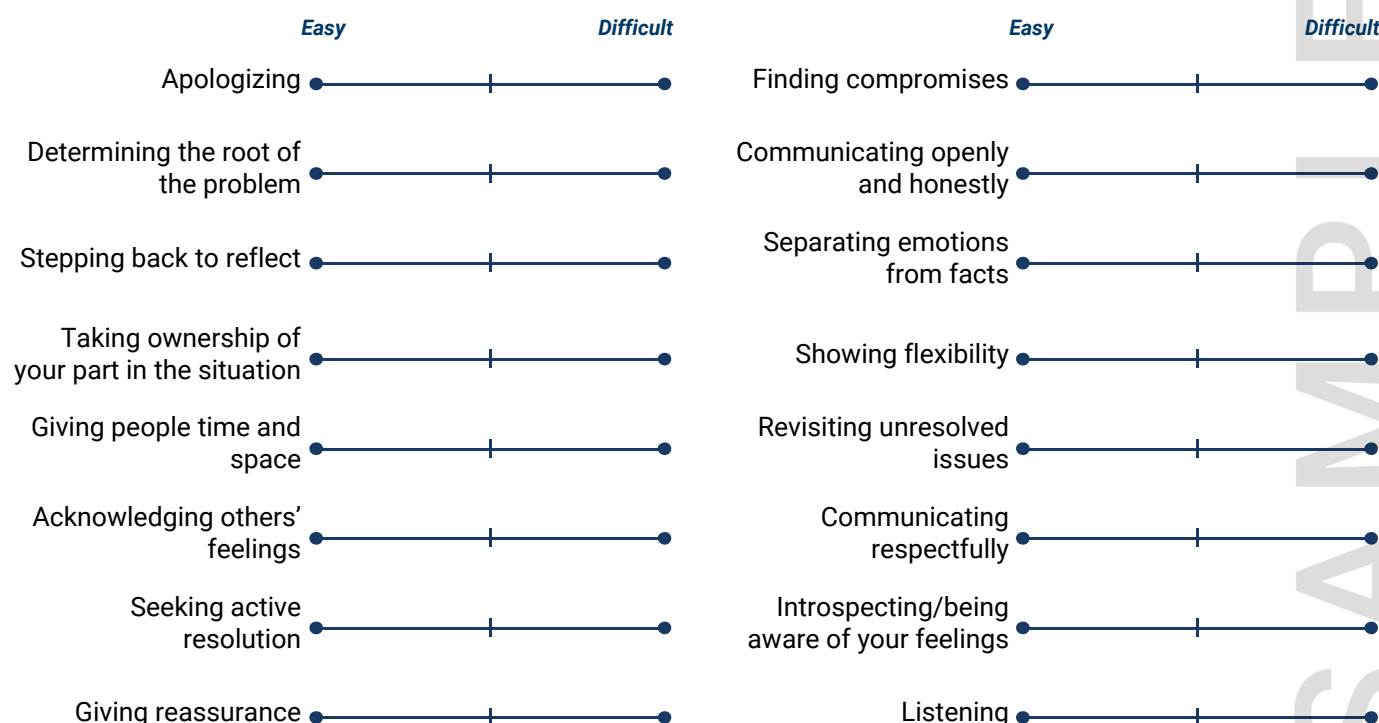 Easy Difficult
Apologizing
Determining the root of
the problem
Stepping back to reflect
Taking ownership of
your part in the situation
Giving people time and
space
Acknowledging others’
feelings
Seeking active
resolution
Giving reassurance
Easy Difficult
Finding compromises
Communicating openly
and honestly
Separating emotions
from facts
Showing flexibility
Revisiting unresolved
issues
Communicating
respectfully
Introspecting/being
aware of your feelings
Listening
SAMPLE